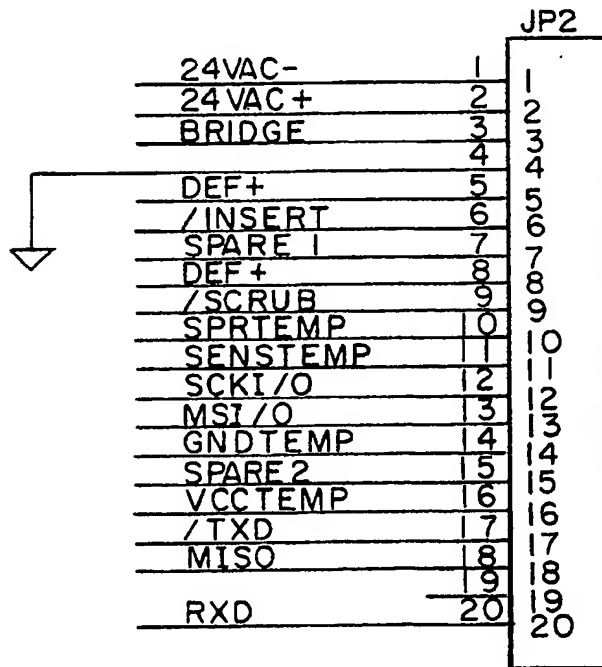 JP2
24VAC- 1 1
24VAC+ 2 2
BRIDGE 3 3
4 4
DEF+ 5 5
/INSERT 6 6
SPARE 1 7 7
DEF+ 8 8
/SCRUB 9 9
SPRTEMP 10 10
SENSTEMP 11 11
SCKI/O 12 12
MSI/O 13 13
GNDTEMP 14 14
SPARE2 15 15
VCCTEMP 16 16
/TXD 17 17
MISO 18 18
19 19
RXD 20 20